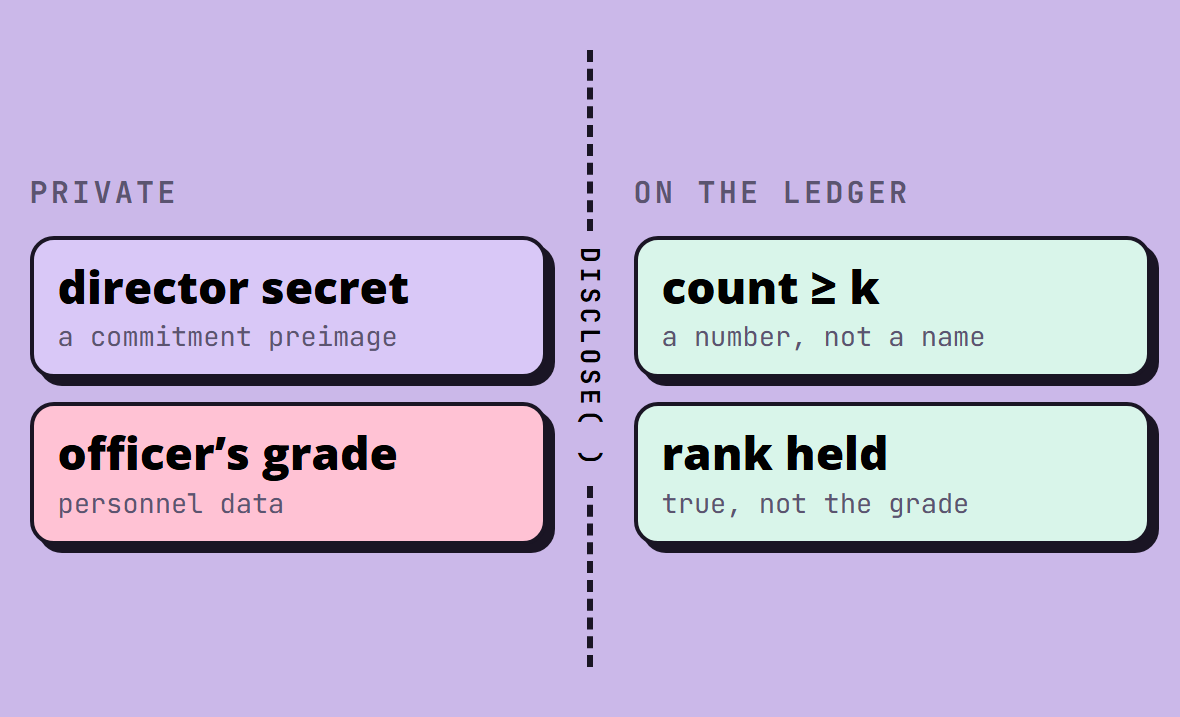 PRIVATE
director secret
a commitment preimage
officer’s grade
personnel data
DISCLOSE( )
ON THE LEDGER
count ≥ k
a number, not a name
rank held
true, not the grade